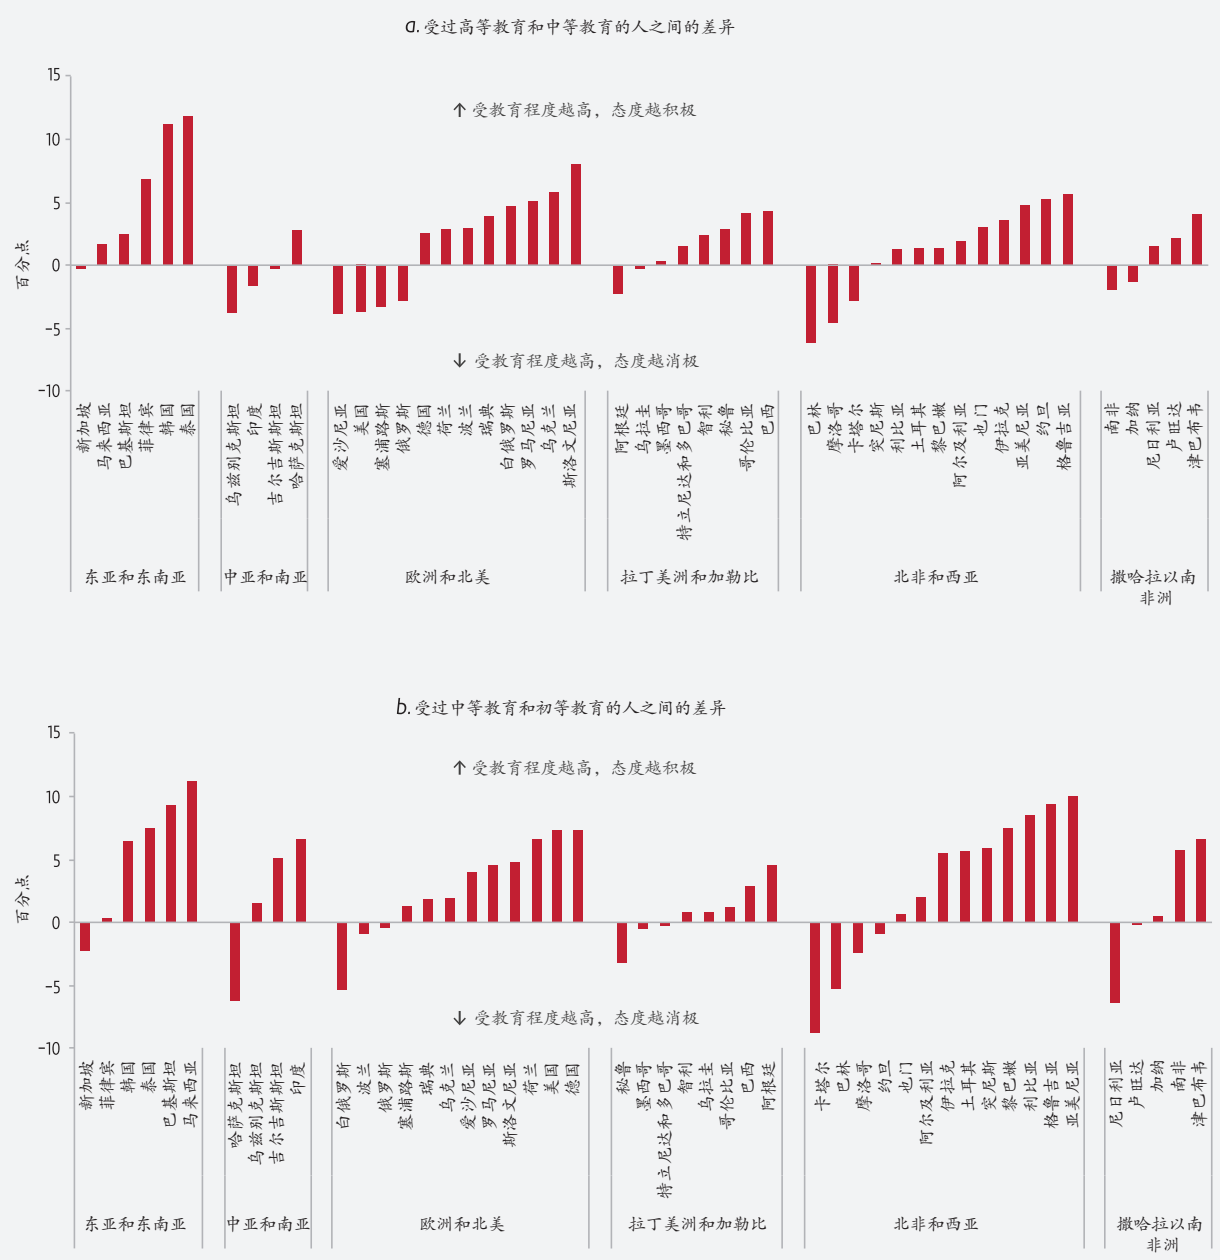 a. 受过高等教育和中等教育的人之间的差异
15
↑ 受教育程度越高，态度越积极
10
5
百分点
0
−5
↓ 受教育程度越高，态度越消极
−10
新加坡
马来西亚
巴基斯坦
菲律宾
韩国
泰国
乌兹别克斯坦
印度
吉尔吉斯斯坦
哈萨克斯坦
爱沙尼亚
美国
塞浦路斯
俄罗斯
德国
荷兰
波兰
瑞典
白俄罗斯
罗马尼亚
乌克兰
斯洛文尼亚
阿根廷
乌拉圭
墨西哥
特立尼达和多巴哥
智利
秘鲁
哥伦比亚
巴西
巴林
摩洛哥
卡塔尔
突尼斯
利比亚
土耳其
黎巴嫩
阿尔及利亚
也门
伊拉克
亚美尼亚
约旦
格鲁吉亚
南非
加纳
尼日利亚
卢旺达
津巴布韦
东亚和东南亚
中亚和南亚
欧洲和北美
拉丁美洲和加勒比
北非和西亚
撒哈拉以南
非洲
b. 受过中等教育和初等教育的人之间的差异
15
↑ 受教育程度越高，态度越积极
10
5
百分点
0
−5
↓ 受教育程度越高，态度越消极
−10
新加坡
菲律宾
韩国
泰国
巴基斯坦
马来西亚
哈萨克斯坦
乌兹别克斯坦
吉尔吉斯斯坦
印度
白俄罗斯
波兰
俄罗斯
塞浦路斯
瑞典
乌克兰
爱沙尼亚
罗马尼亚
斯洛文尼亚
荷兰
美国
德国
秘鲁
墨西哥
特立尼达和多巴哥
智利
乌拉圭
哥伦比亚
巴西
阿根廷
卡塔尔
巴林
摩洛哥
约旦
也门
阿尔及利亚
伊拉克
土耳其
突尼斯
黎巴嫩
利比亚
格鲁吉亚
亚美尼亚
尼日利亚
卢旺达
加纳
南非
津巴布韦
东亚和东南亚
中亚和南亚
欧洲和北美
拉丁美洲和加勒比
北非和西亚
撒哈拉以南
非洲